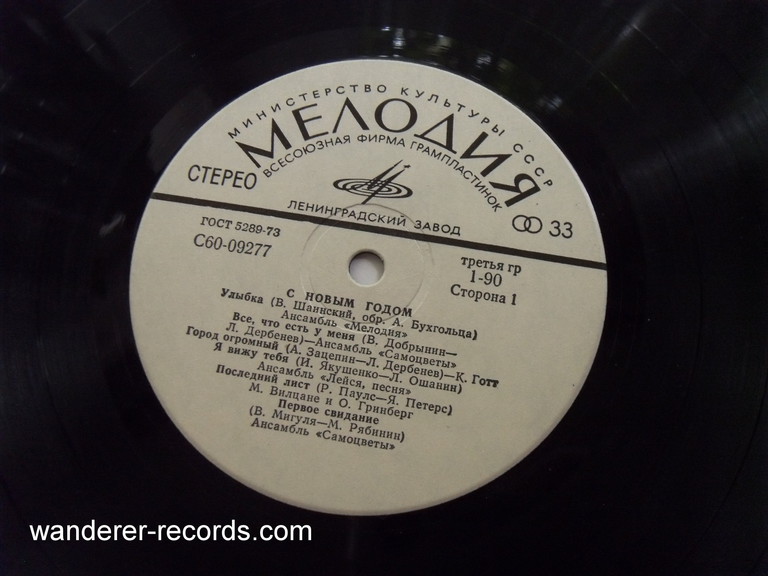 МИНИСТЕРСТВО КУЛЬТУРЫ СССР
МЕЛОДИЯ
ВСЕСОЮЗНАЯ ФИРМА ГРАМПЛАСТИНОК
СТЕРЕО
ЛЕНИНГРАДСКИЙ ЗАВОД
33
ГОСТ 5289-73
С60-09277
третья гр
1-90
Сторона 1
С НОВЫМ ГОДОМ
Улыбка (В. Шаинский, обр. А. Бухгольца)
Ансамбль «Мелодия»
Все, что есть у меня (В. Добрынин—
Л. Дербенев)—Ансамбль «Самоцветы»
Город огромный (А. Зацепин—Л. Дербенев)—К. Готт
Я вижу тебя (И. Якушенко—Л. Ошанин)
Ансамбль «Лейся, песня»
Последний лист (Р. Паулс—Я. Петерс)
М. Вилцане и О. Гринберг
Первое свидание
(В. Мигуля—М. Рябинин)
Ансамбль «Самоцветы»
wanderer-records.com